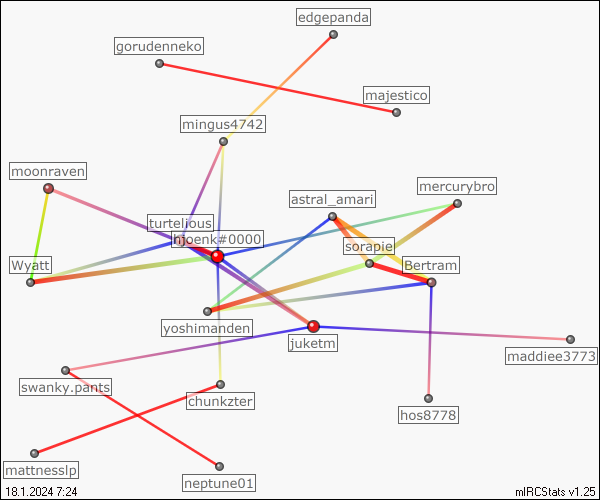 edgepanda
gorudenneko
majestico
mingus4742
moonraven
mercurybro
astral_amari
turtelious
#0000
sorapie
Wyatt
Bertram
yoshimanden
juketm
maddiee3773
swanky.pants
chunkzter
hos8778
mattnesslp
neptune01
18.1.2024 7:24
mIRCStats v1.25